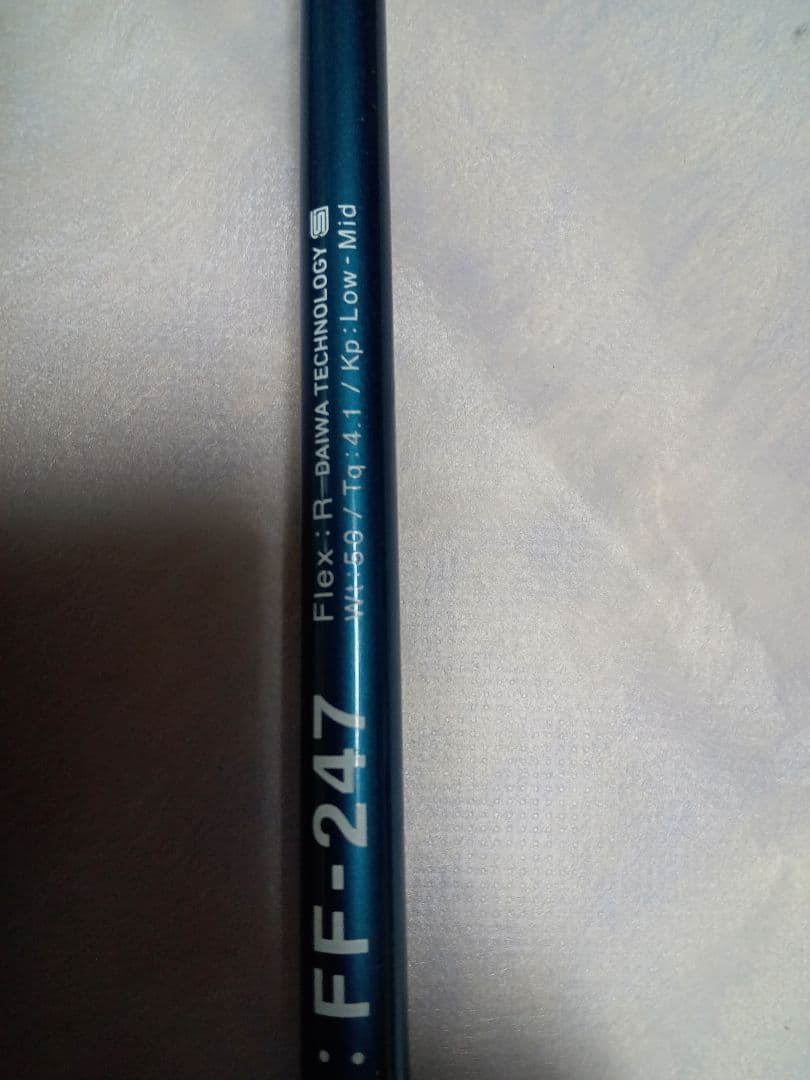 : FF-247
Flex: R DAIWA TECHNOLOGY
Wt: 50 / Tq: 4.1 / Kp: Low-Mid